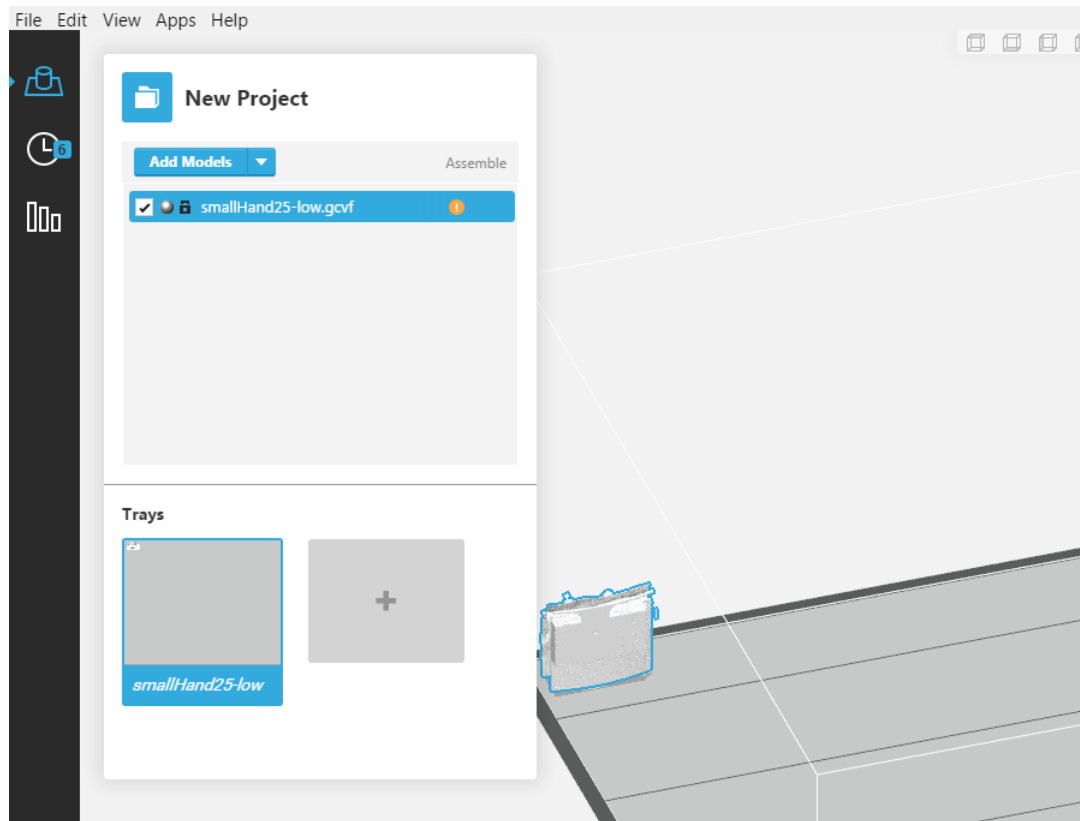 File Edit View Apps Help
New Project
6
Add Models Assemble
smallHand25-low.gcvf
Trays
smallHand25-low